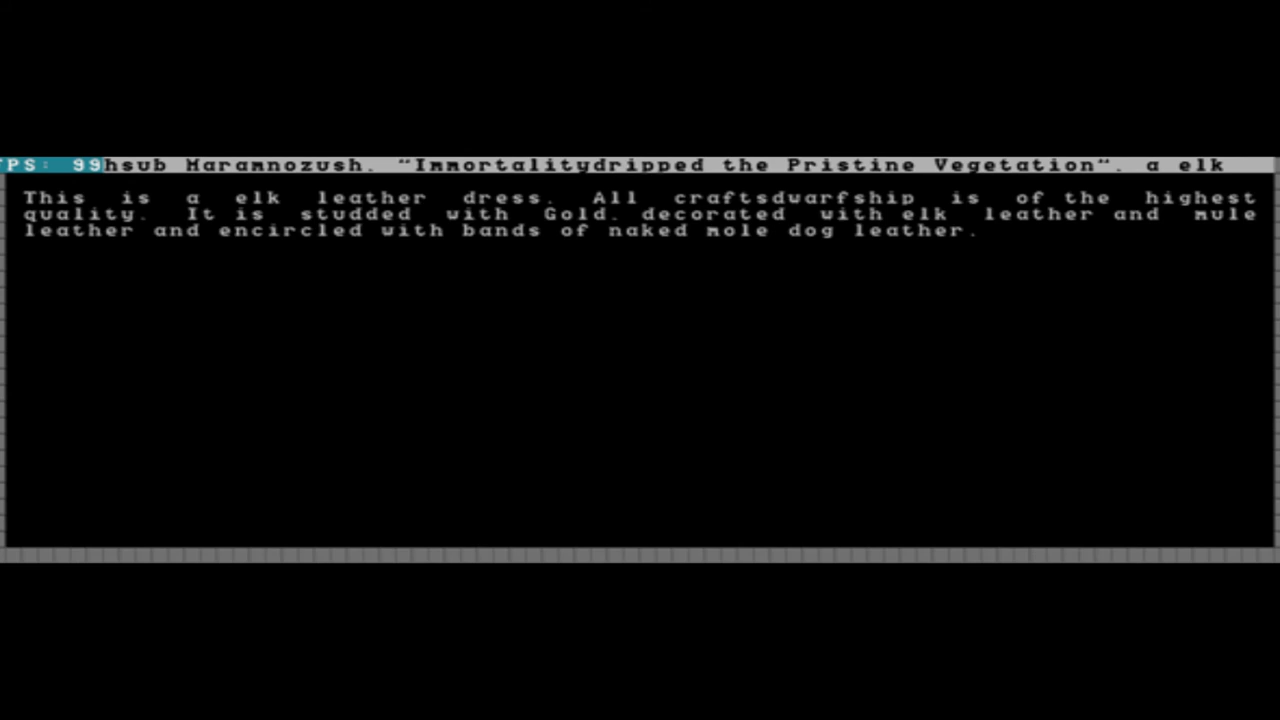 FPS: 99hsub Maramnozush. "Immortalitydripped the Pristine Vegetation". a elk
This is a elk leather dress. All craftsdwarfship is of the highest
quality. It is studded with Gold. decorated with elk leather and mule
leather and encircled with bands of naked mole dog leather.